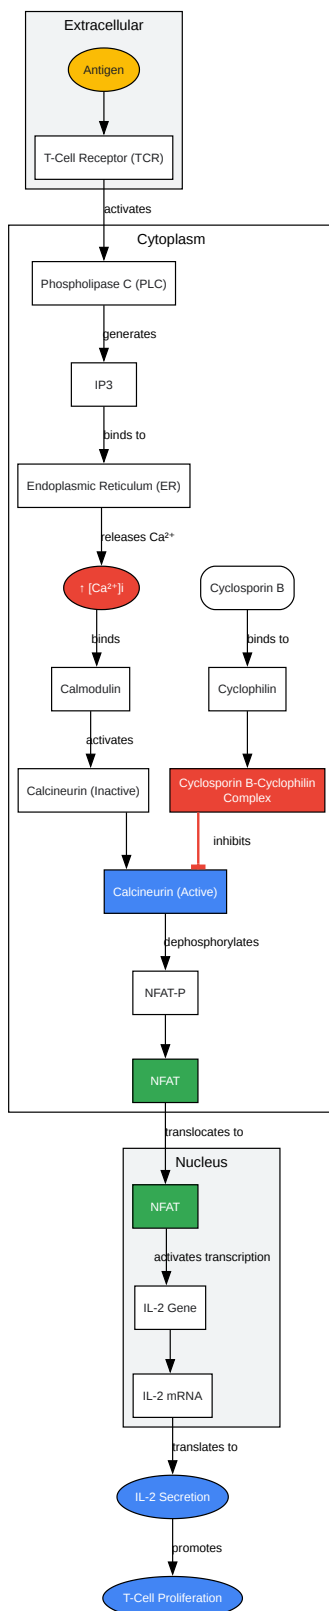 Extracellular
Antigen
T-Cell Receptor (TCR)
activates
Cytoplasm
Phospholipase C (PLC)
generates
IP3
binds to
Endoplasmic Reticulum (ER)
releases Ca²⁺
↑ [Ca²⁺]i
Cyclosporin B
binds
binds to
Calmodulin
Cyclophilin
activates
Calcineurin (Inactive)
Cyclosporin B-Cyclophilin
Complex
inhibits
Calcineurin (Active)
dephosphorylates
NFAT-P
NFAT
translocates to
Nucleus
NFAT
activates transcription
IL-2 Gene
IL-2 mRNA
translates to
IL-2 Secretion
promotes
T-Cell Proliferation